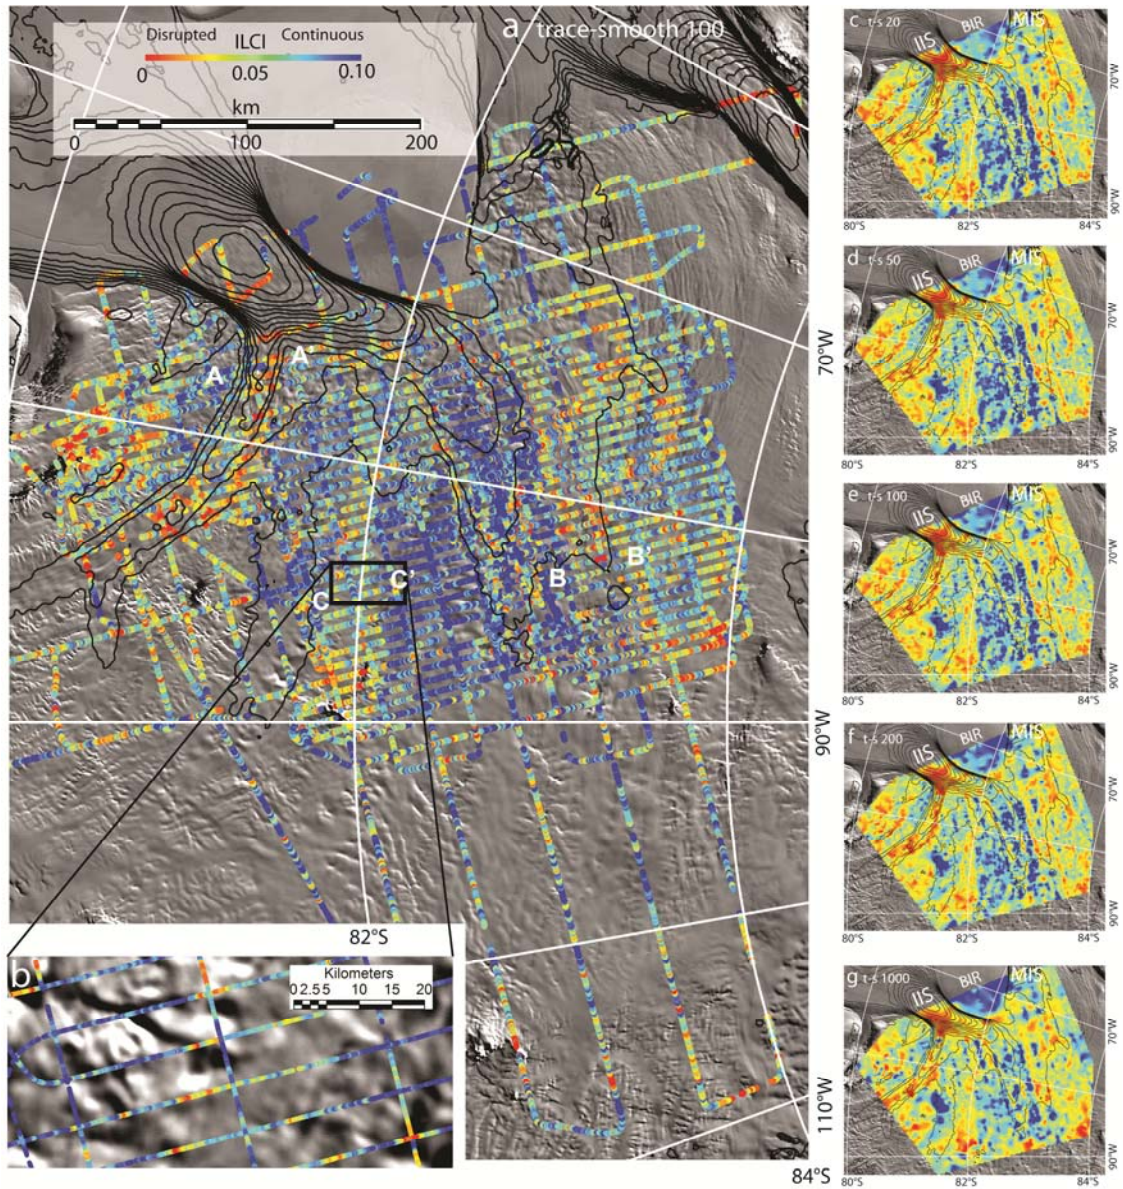 a trace-smooth 100
Disrupted ILCI Continuous
0 0.05 0.10
km
0 100 200
A A'
B B'
C C'
70°W
90°W
82°S
110°W
84°S
b
Kilometers
0 2.5 5 10 15 20
c t-s 20
IIS BIR MIS
70°W
90°W
80°S 82°S 84°S
d t-s 50
IIS BIR MIS
70°W
90°W
80°S 82°S 84°S
e t-s 100
IIS BIR MIS
70°W
90°W
80°S 82°S 84°S
f t-s 200
IIS BIR MIS
70°W
90°W
80°S 82°S 84°S
g t-s 1000
IIS BIR MIS
70°W
90°W
80°S 82°S 84°S